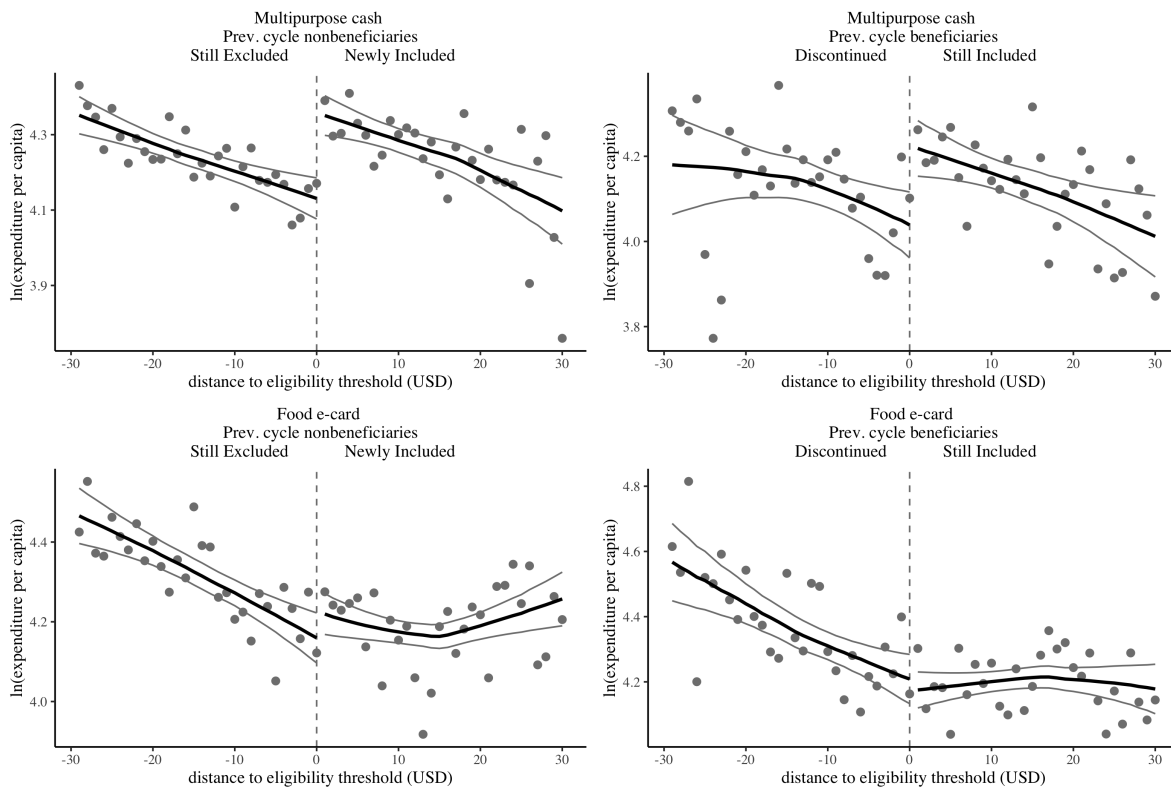 Multipurpose cash
Prev. cycle nonbeneficiaries
Still Excluded Newly Included
ln(expenditure per capita)
4.3
4.1
3.9
-30 -20 -10 0 10 20 30
distance to eligibility threshold (USD)
Multipurpose cash
Prev. cycle beneficiaries
Discontinued Still Included
ln(expenditure per capita)
4.2
4.0
3.8
-30 -20 -10 0 10 20 30
distance to eligibility threshold (USD)
Food e-card
Prev. cycle nonbeneficiaries
Still Excluded Newly Included
ln(expenditure per capita)
4.4
4.2
4.0
-30 -20 -10 0 10 20 30
distance to eligibility threshold (USD)
Food e-card
Prev. cycle beneficiaries
Discontinued Still Included
ln(expenditure per capita)
4.8
4.6
4.4
4.2
-30 -20 -10 0 10 20 30
distance to eligibility threshold (USD)